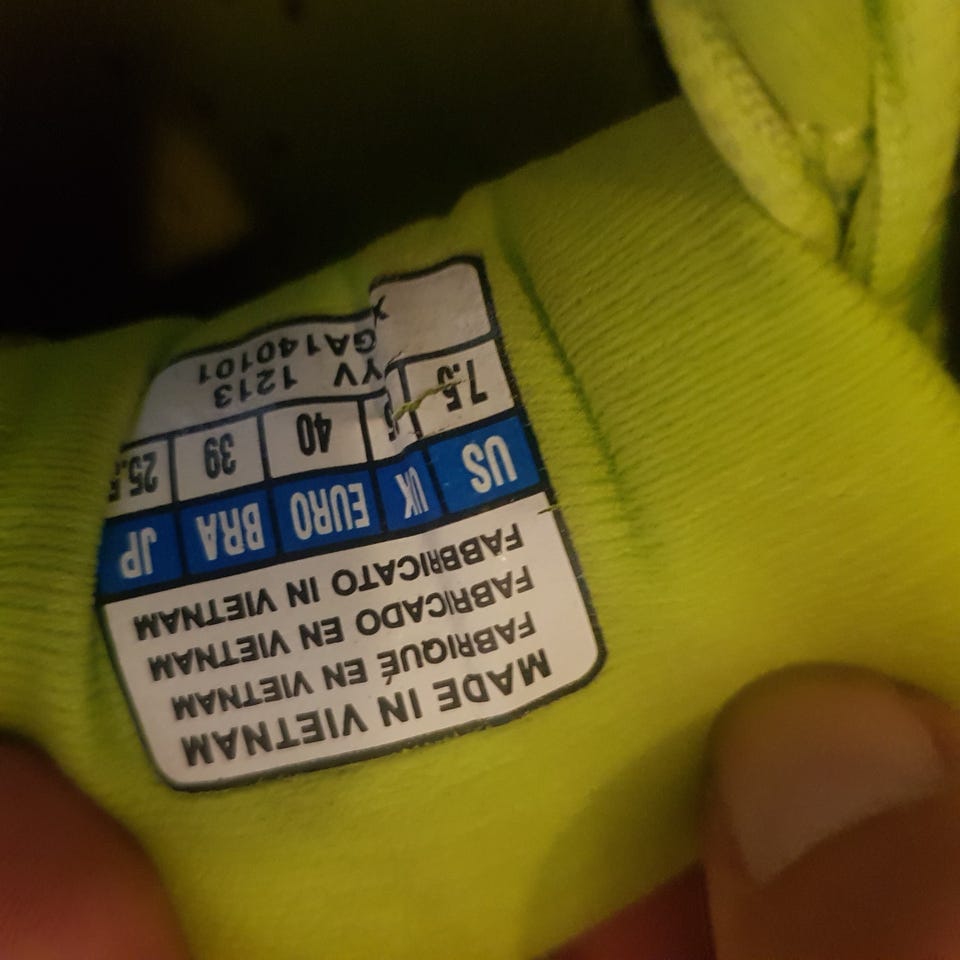 MADE IN VIETNAM
FABRIQUÉ EN VIETNAM
FABRICADO EN VIETNAM
FABBRICATO IN VIETNAM
US UK EURO BRA JP
7.5 40 39
YV 1213
GA140101